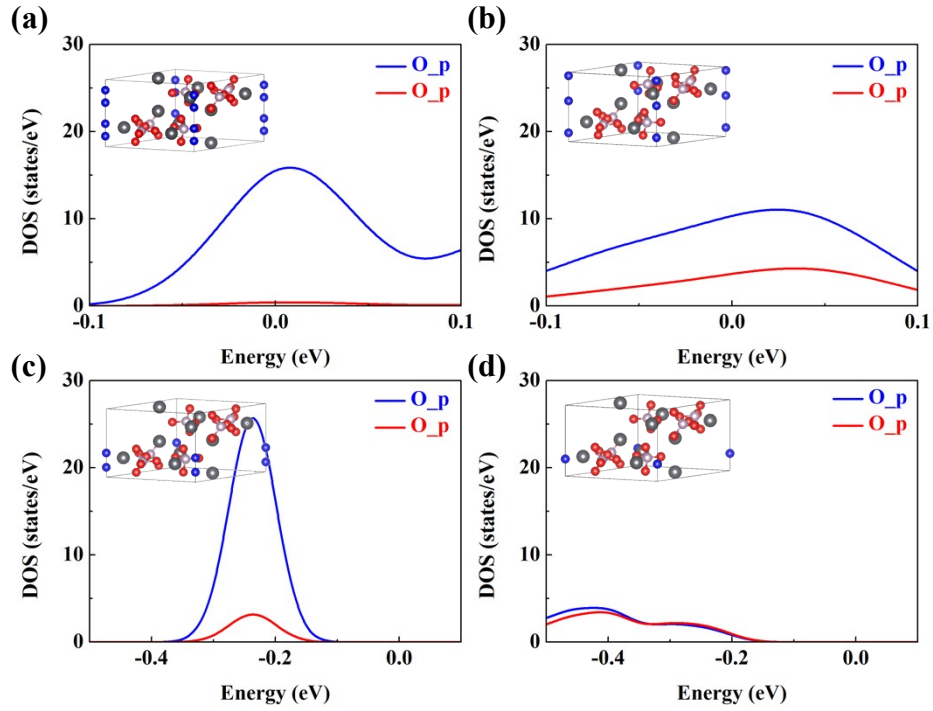 (a)
DOS (states/eV)
30
20
10
0
-0.1
0.0
0.1
Energy (eV)
O_p
O_p
(b)
DOS (states/eV)
30
20
10
0
-0.1
0.0
0.1
Energy (eV)
O_p
O_p
(c)
DOS (states/eV)
30
20
10
0
-0.4
-0.2
0.0
Energy (eV)
O_p
O_p
(d)
DOS (states/eV)
30
20
10
0
-0.4
-0.2
0.0
Energy (eV)
O_p
O_p